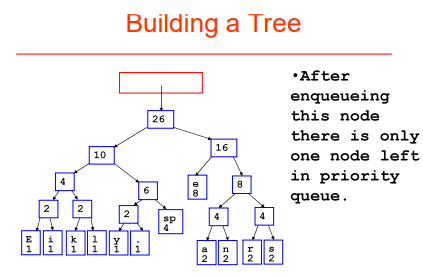 Building a Tree
•After
enqueueing
this node
there is only
one node left
in priority
queue.
26
10
16
4
6
e
8
8
2
2
2
sp
4
4
4
E
1
i
1
k
1
l
1
y
1
.
1
a
2
n
2
r
2
s
2